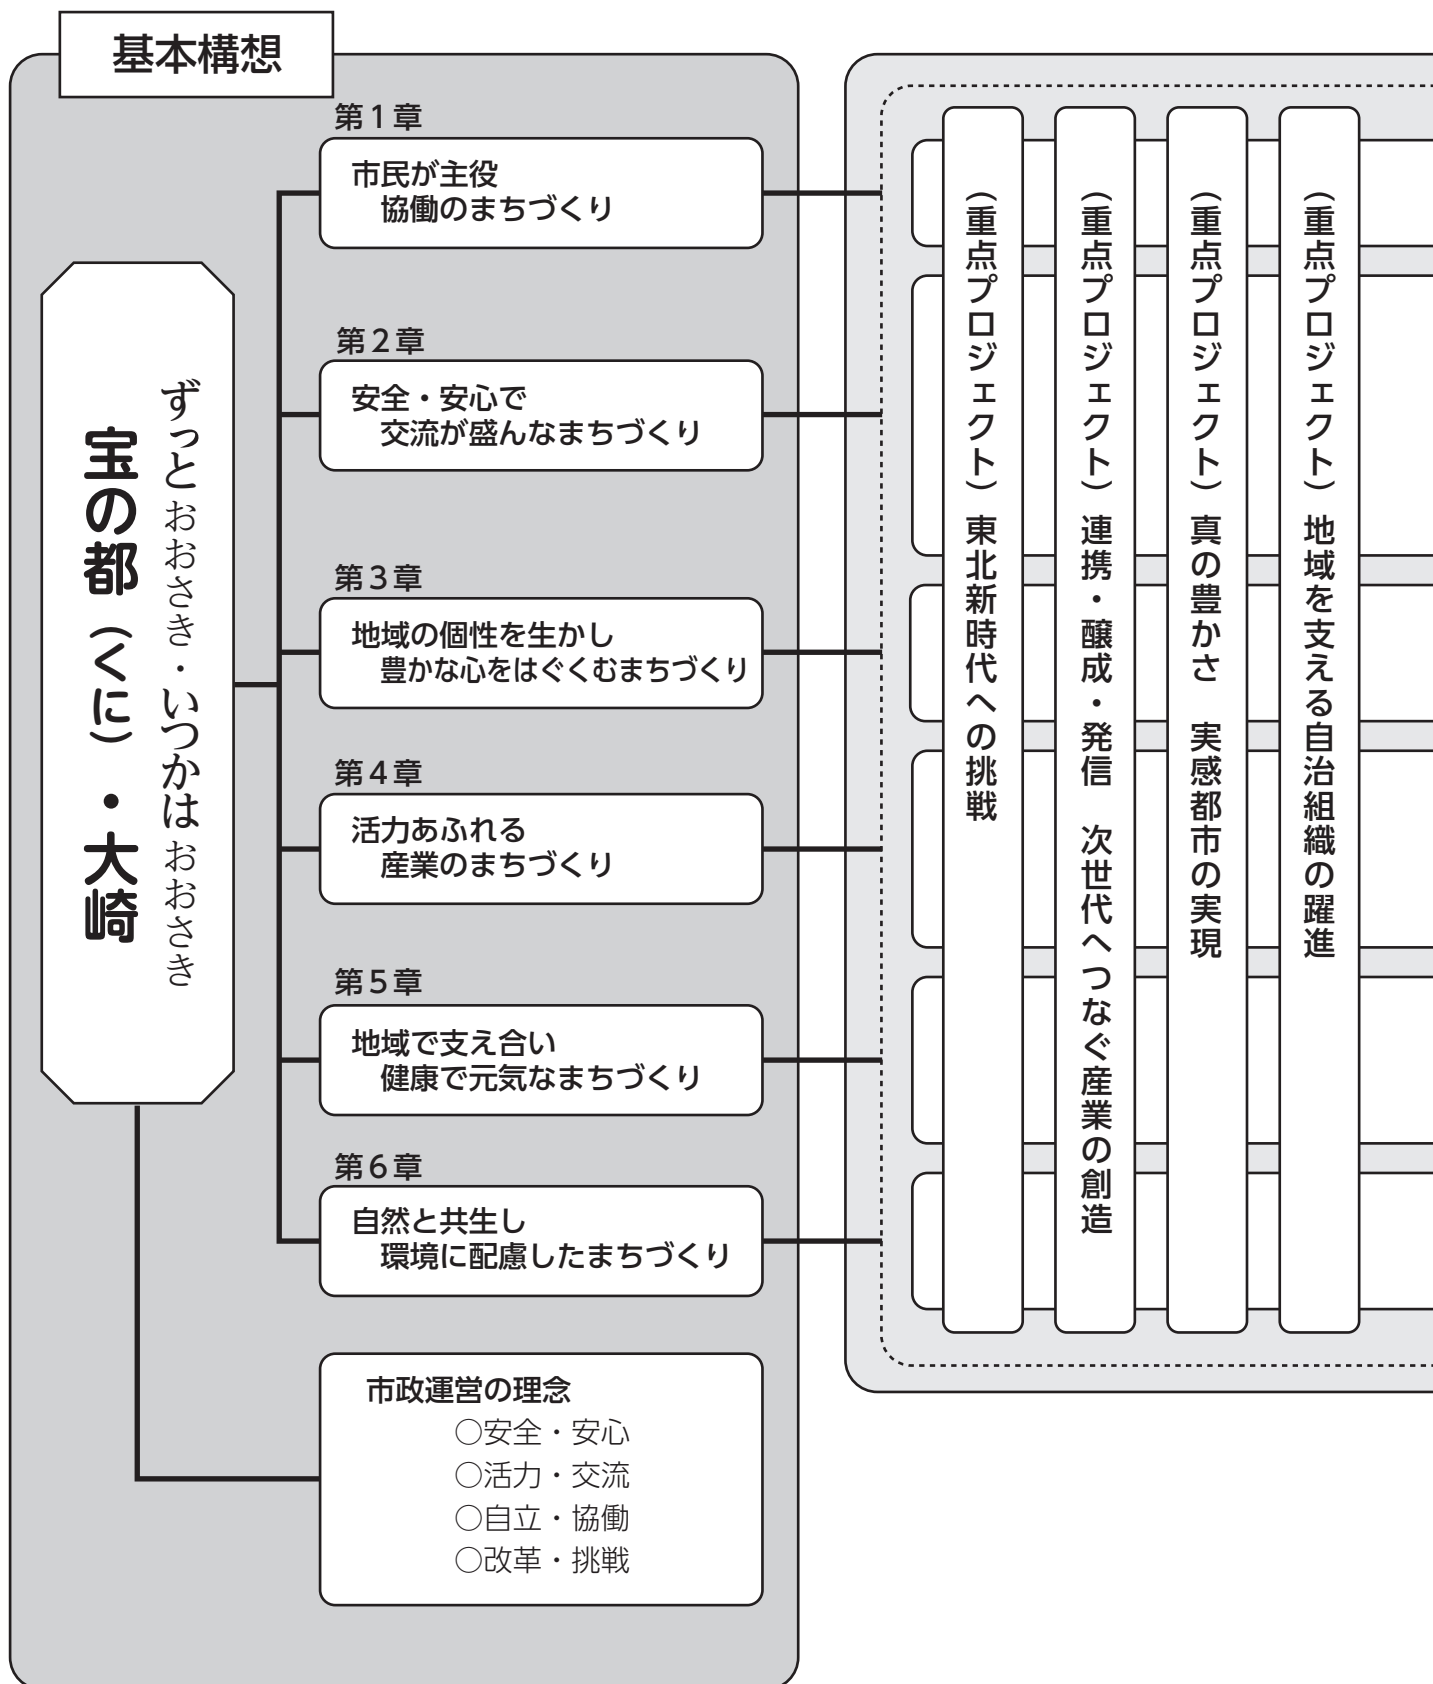 基本構想
ずっとおおさき・いつかはおおさき
宝の都（くに）・大崎
第１章
市民が主役
協働のまちづくり
第２章
安全・安心で
交流が盛んなまちづくり
第３章
地域の個性を生かし
豊かな心をはぐくむまちづくり
第４章
活力あふれる
産業のまちづくり
第５章
地域で支え合い
健康で元気なまちづくり
第６章
自然と共生し
環境に配慮したまちづくり
市政運営の理念
○安全・安心
○活力・交流
○自立・協働
○改革・挑戦
（重点プロジェクト）地域を支える自治組織の躍進
（重点プロジェクト）真の豊かさ　実感都市の実現
（重点プロジェクト）連携・醸成・発信　次世代へつなぐ産業の創造
（重点プロジェクト）東北新時代への挑戦